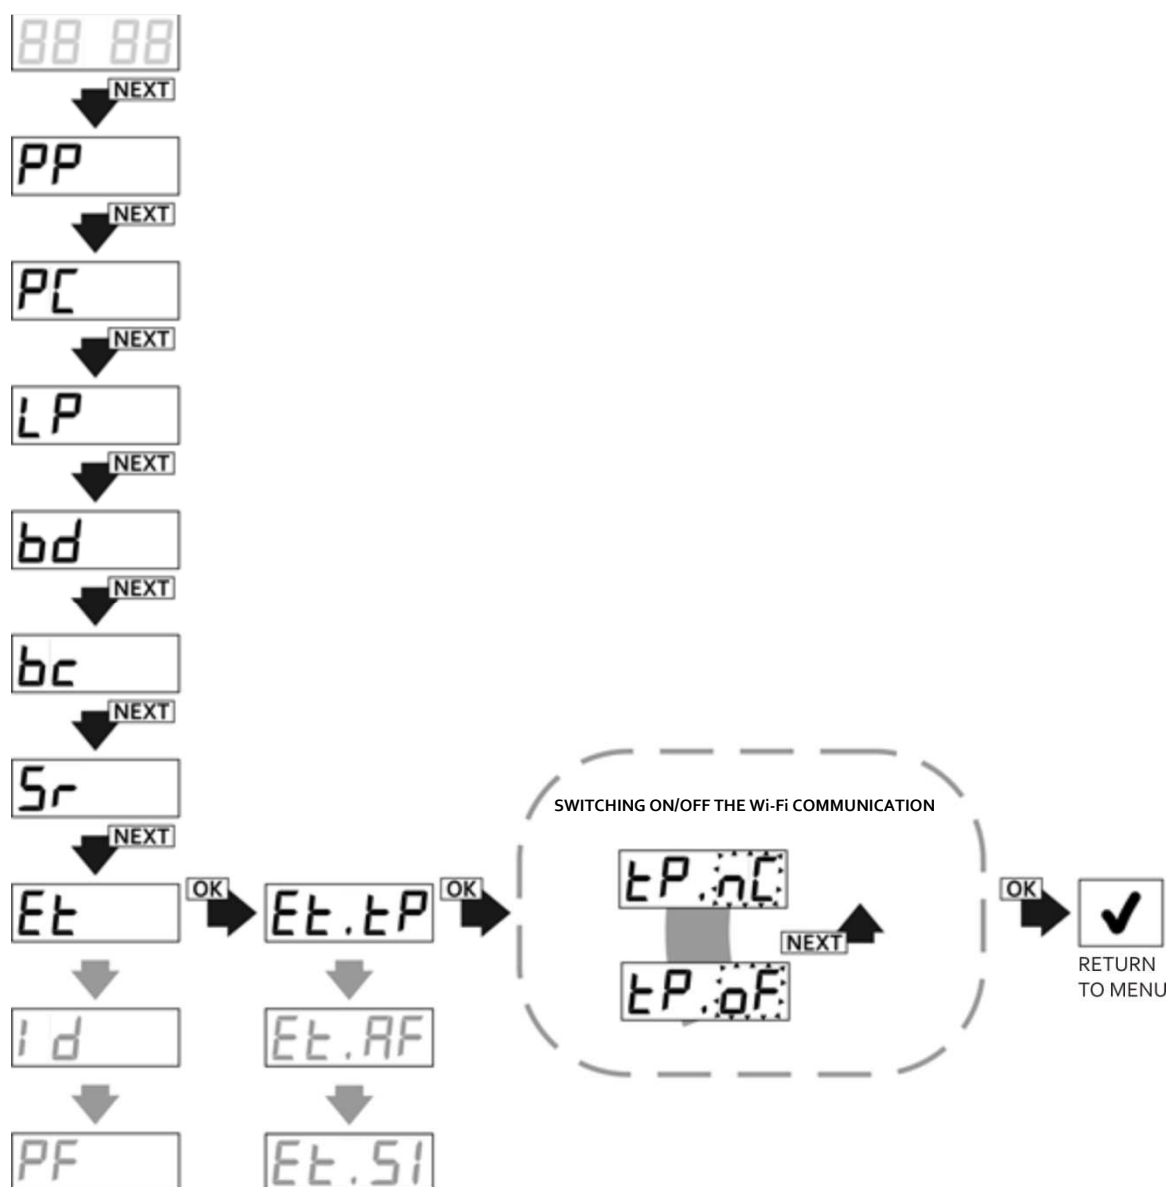 88 88
NEXT
PP
NEXT
PC
NEXT
LP
NEXT
bd
NEXT
bc
NEXT
Sr
NEXT
SWITCHING ON/OFF THE Wi-Fi COMMUNICATION
Et
OK
Et.tP
OK
tP.nC
NEXT
tP.oF
OK
RETURN
TO MENU
Id
Et.AF
PF
Et.SI